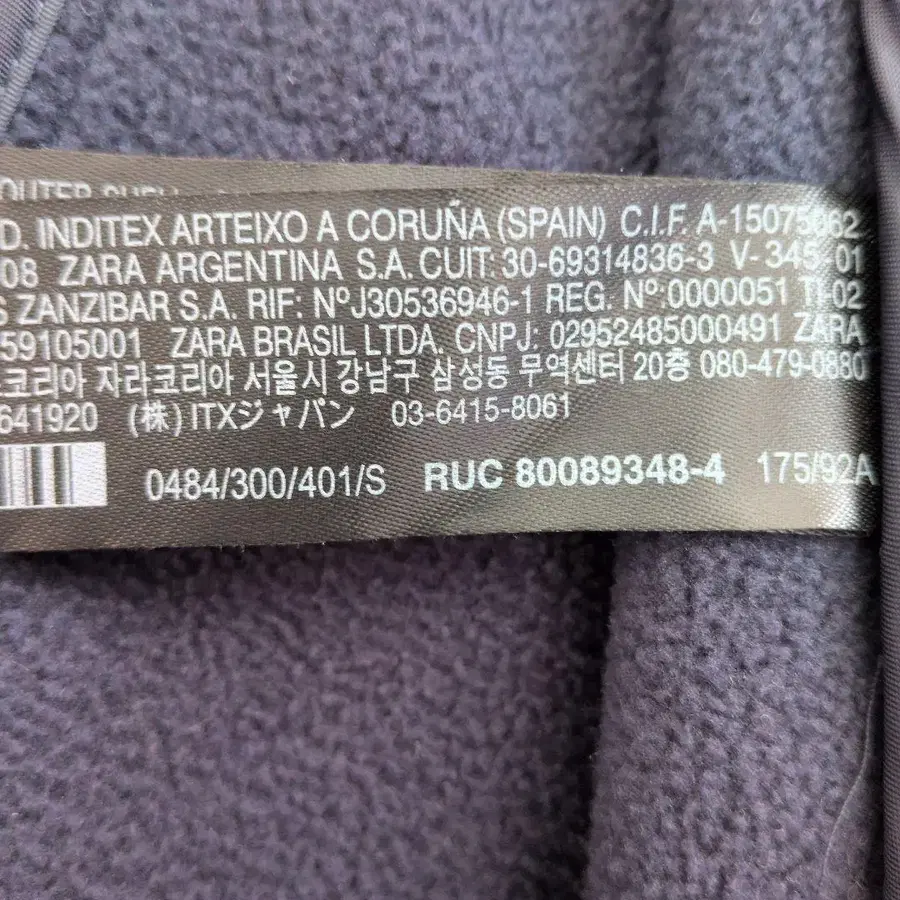 OUTER SHELL
D. INDITEX ARTEIXO A CORUÑA (SPAIN) C.I.F. A-15075062
08 ZARA ARGENTINA S.A. CUIT: 30-69314836-3 V- 345 01
S ZANZIBAR S.A. RIF: NºJ30536946-1 REG. Nº:0000051 TI-02
59105001 ZARA BRASIL LTDA. CNPJ: 02952485000491 ZARA
코리아 자라코리아 서울시 강남구 삼성동 무역센터 20층 080-479-0880
641920 (株)ITXジャパン 03-6415-8061
0484/300/401/S RUC 80089348-4 175/92A